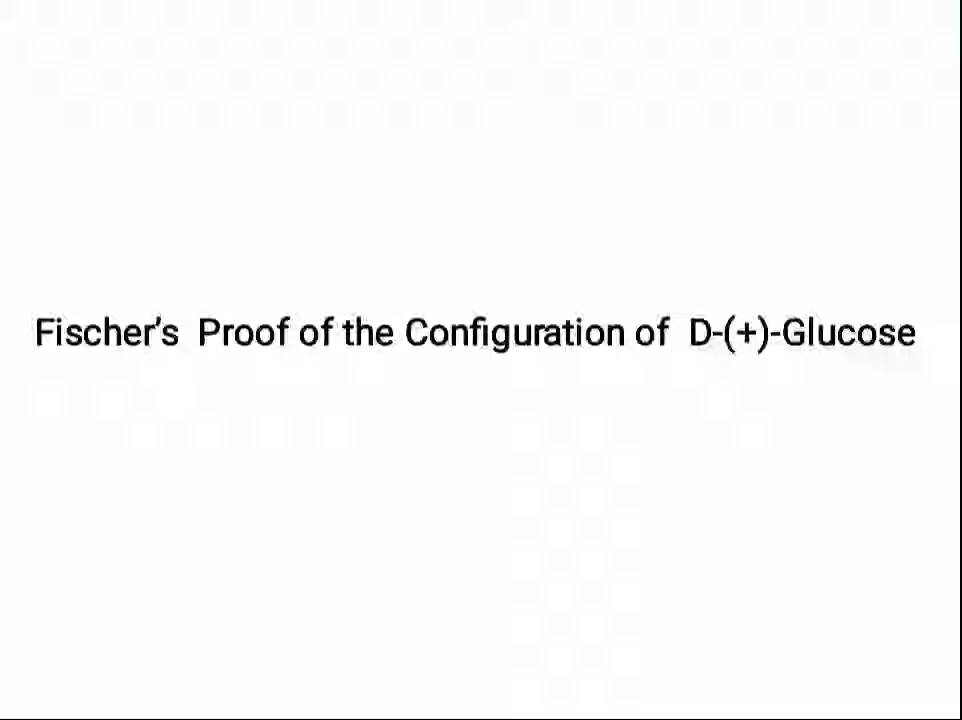 Fischer's Proof of the Configuration of D-(+)-Glucose